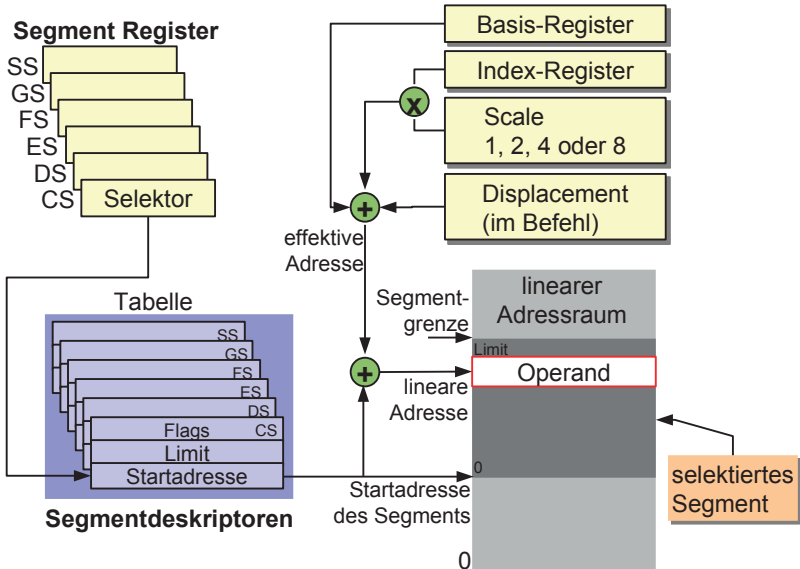 Segment Register
SS
GS
FS
ES
DS
CS
Selektor
Basis-Register
Index-Register
x
Scale
1, 2, 4 oder 8
Displacement
(im Befehl)
+
effektive
Adresse
Tabelle
SS
GS
FS
ES
DS
Flags CS
Limit
Startadresse
Segmentdeskriptoren
+
lineare
Adresse
Segment-
grenze
Startadresse
des Segments
linearer
Adressraum
Limit
Operand
0
0
selektiertes
Segment